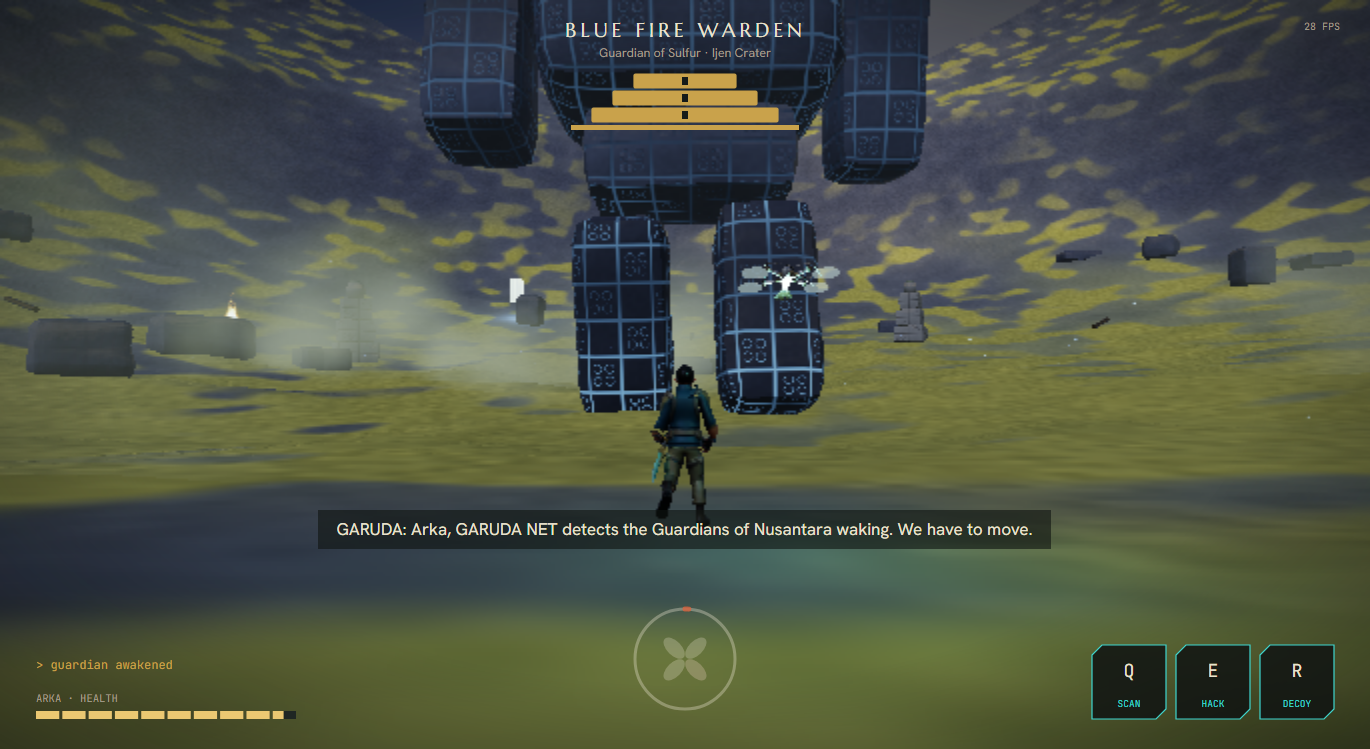 BLUE FIRE WARDEN
Guardian of Sulfur · Ijen Crater
28 FPS
GARUDA: Arka, GARUDA NET detects the Guardians of Nusantara waking. We have to move.
> guardian awakened
ARKA · HEALTH
Q
SCAN
E
HACK
R
DECOY